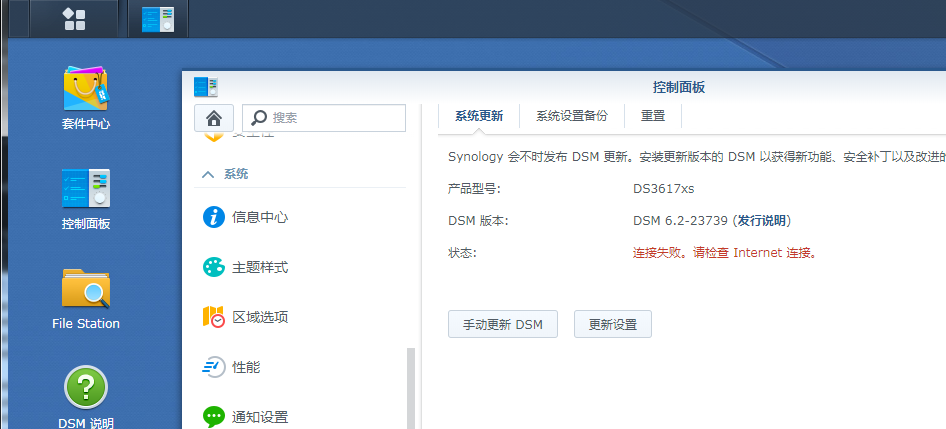 控制面板
套件中心
搜索
系统更新
系统设置备份
重置
安全性
系统
Synology 会不时发布 DSM 更新。安装更新版本的 DSM 以获得新功能、安全补丁以及改进的
产品型号:
DS3617xs
控制面板
信息中心
DSM 版本:
DSM 6.2-23739 (发行说明)
状态:
连接失败。请检查 Internet 连接。
主题样式
File Station
区域选项
手动更新 DSM
更新设置
性能
DSM 说明
通知设置